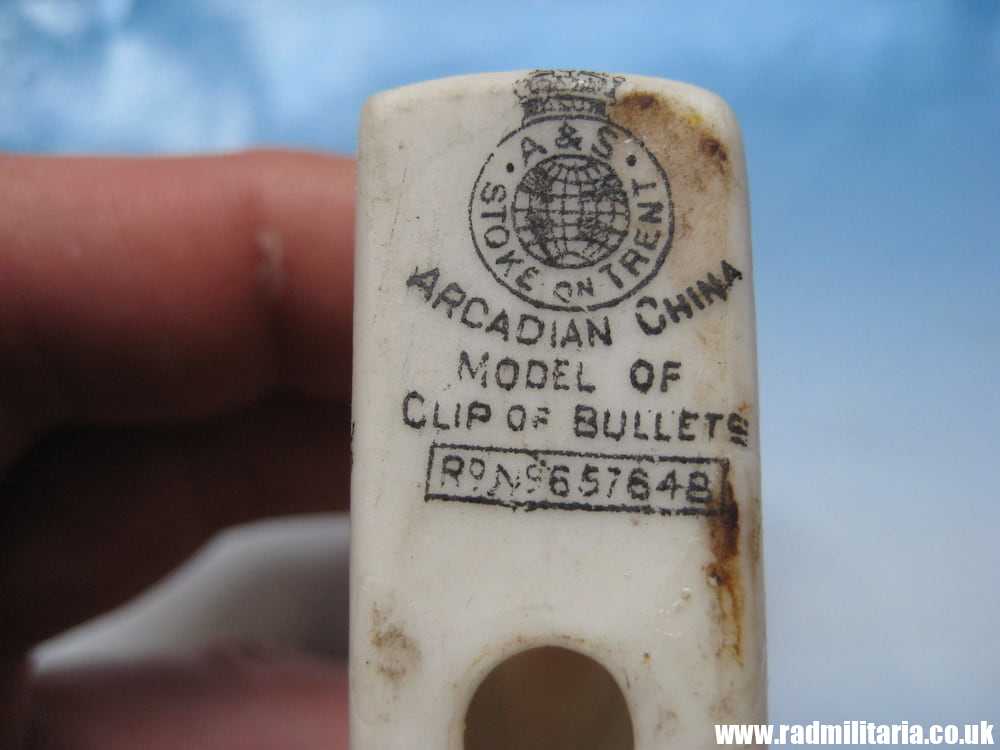 A & S
STOKE ON TRENT
ARCADIAN CHINA
MODEL OF
CLIP OF BULLETS
Rd. No 657648
www.radmilitaria.co.uk